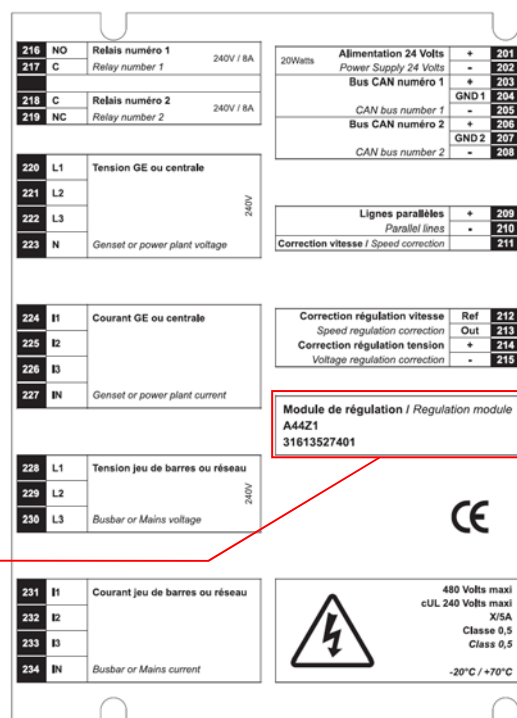 216 NO Relais numéro 1 240V / 8A
217 C Relay number 1
218 C Relais numéro 2 240V / 8A
219 NC Relay number 2
220 L1 Tension GE ou centrale
221 L2
240V
222 L3
223 N Genset or power plant voltage
224 I1 Courant GE ou centrale
225 I2
226 I3
227 IN Genset or power plant current
228 L1 Tension jeu de barres ou réseau
229 L2
240V
230 L3 Busbar or Mains voltage
231 I1 Courant jeu de barres ou réseau
232 I2
233 I3
234 IN Busbar or Mains current
20Watts Alimentation 24 Volts + 201
Power Supply 24 Volts - 202
Bus CAN numéro 1 + 203
GND 1 204
CAN bus number 1 - 205
Bus CAN numéro 2 + 206
GND 2 207
CAN bus number 2 - 208
Lignes parallèles + 209
Parallel lines - 210
Correction vitesse / Speed correction 211
Correction régulation vitesse Ref 212
Speed regulation correction Out 213
Correction régulation tension + 214
Voltage regulation correction - 215
Module de régulation / Regulation module
A44Z1
31613527401
CE
480 Volts maxi
cUL 240 Volts maxi
X/5A
Classe 0,5
Class 0,5
-20°C / +70°C